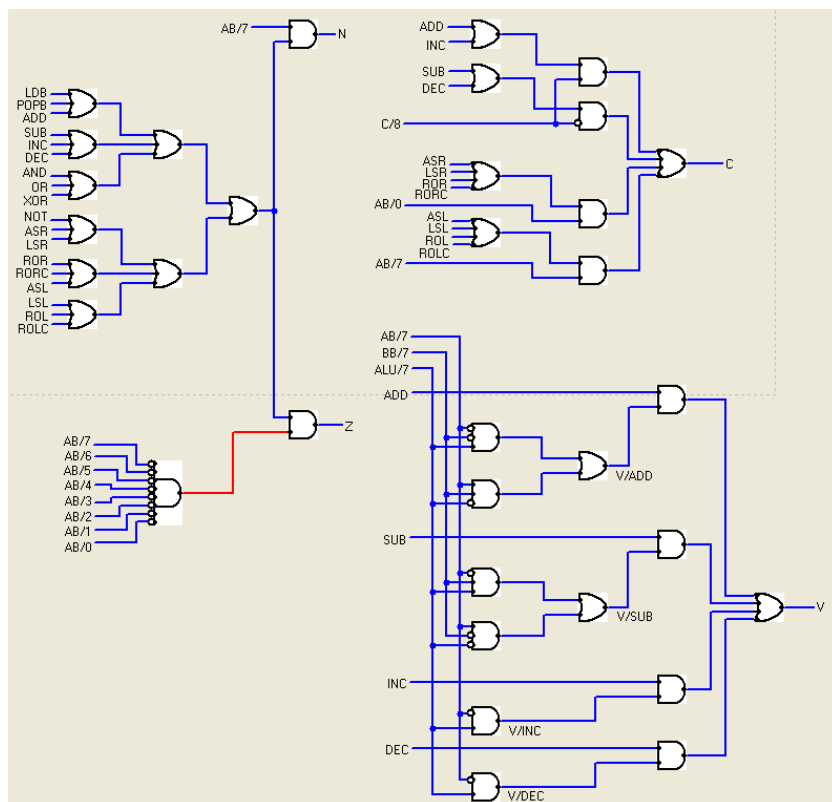 AB/7
N
LDB
POPB
ADD
SUB
INC
DEC
AND
OR
XOR
NOT
ASR
LSR
ROR
RORC
ASL
LSL
ROL
ROLC
AB/7
AB/6
AB/5
AB/4
AB/3
AB/2
AB/1
AB/0
Z
ADD
INC
SUB
DEC
C/8
ASR
LSR
ROR
RORC
AB/0
ASL
LSL
ROL
ROLC
AB/7
C
AB/7
BB/7
ALU/7
ADD
V/ADD
SUB
V/SUB
INC
V/INC
DEC
V/DEC
V